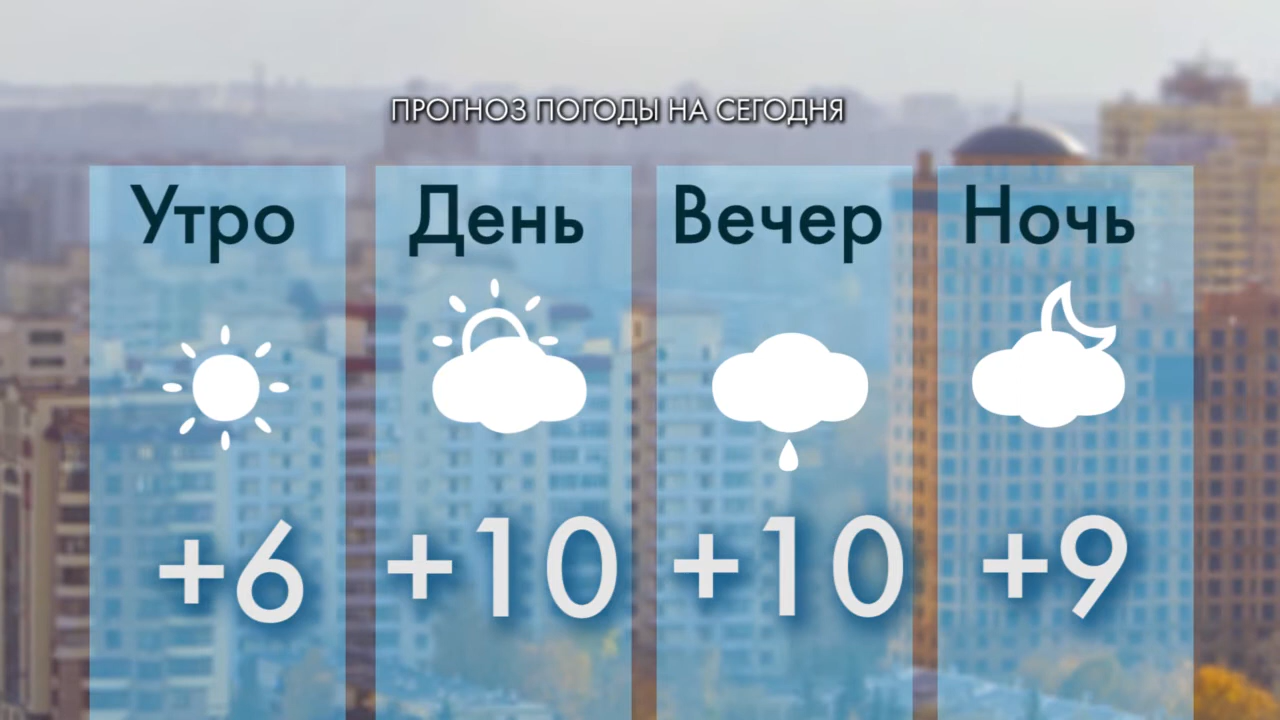 ПРОГНОЗ ПОГОДЫ НА СЕГОДНЯ
Утро
День
Вечер
Ночь
+6
+10
+10
+9